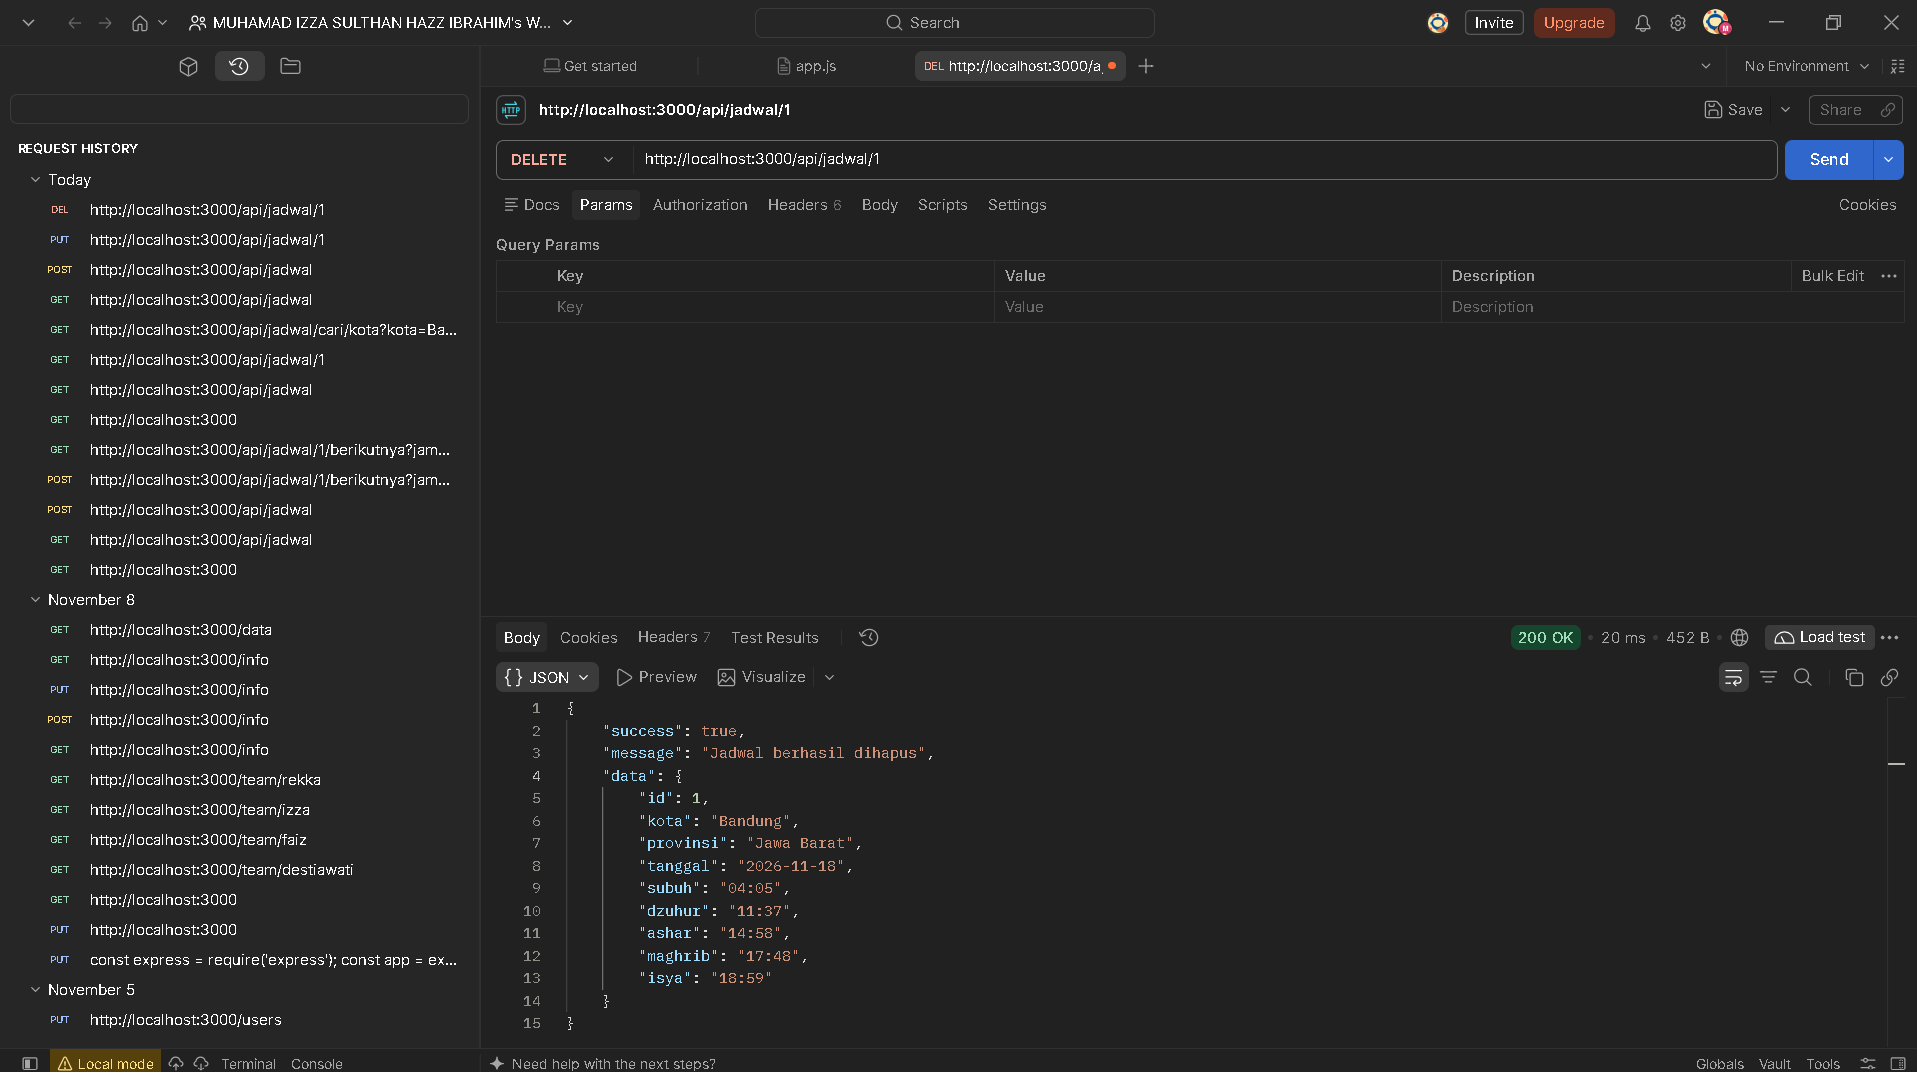 MUHAMAD IZZA SULTHAN HAZZ IBRAHIM's W...
Search
Invite
Upgrade
Get started
app.js
DEL http://localhost:3000/a
No Environment
HTTP http://localhost:3000/api/jadwal/1
Save
Share
REQUEST HISTORY
Today
DEL http://localhost:3000/api/jadwal/1
PUT http://localhost:3000/api/jadwal/1
POST http://localhost:3000/api/jadwal
GET http://localhost:3000/api/jadwal
GET http://localhost:3000/api/jadwal/cari/kota?kota=Ba...
GET http://localhost:3000/api/jadwal/1
GET http://localhost:3000/api/jadwal
GET http://localhost:3000
GET http://localhost:3000/api/jadwal/1/berikutnya?jam...
POST http://localhost:3000/api/jadwal/1/berikutnya?jam...
POST http://localhost:3000/api/jadwal
GET http://localhost:3000/api/jadwal
GET http://localhost:3000
November 8
GET http://localhost:3000/data
GET http://localhost:3000/info
PUT http://localhost:3000/info
POST http://localhost:3000/info
GET http://localhost:3000/info
GET http://localhost:3000/team/rekka
GET http://localhost:3000/team/izza
GET http://localhost:3000/team/faiz
GET http://localhost:3000/team/destiawati
GET http://localhost:3000
PUT http://localhost:3000
PUT const express = require('express'); const app = ex...
November 5
PUT http://localhost:3000/users
DELETE http://localhost:3000/api/jadwal/1
Send
Docs Params Authorization Headers 6 Body Scripts Settings
Cookies
Query Params
Key Value Description Bulk Edit
Key Value Description
Body Cookies Headers 7 Test Results
200 OK • 20 ms • 452 B •
Load test
{} JSON Preview Visualize
1 {
2 "success": true,
3 "message": "Jadwal berhasil dihapus",
4 "data": {
5 "id": 1,
6 "kota": "Bandung",
7 "provinsi": "Jawa Barat",
8 "tanggal": "2026-11-18",
9 "subuh": "04:05",
10 "dzuhur": "11:37",
11 "ashar": "14:58",
12 "maghrib": "17:48",
13 "isya": "18:59"
14 }
15 }
Local mode
Terminal
Console
Need help with the next steps?
Globals
Vault
Tools